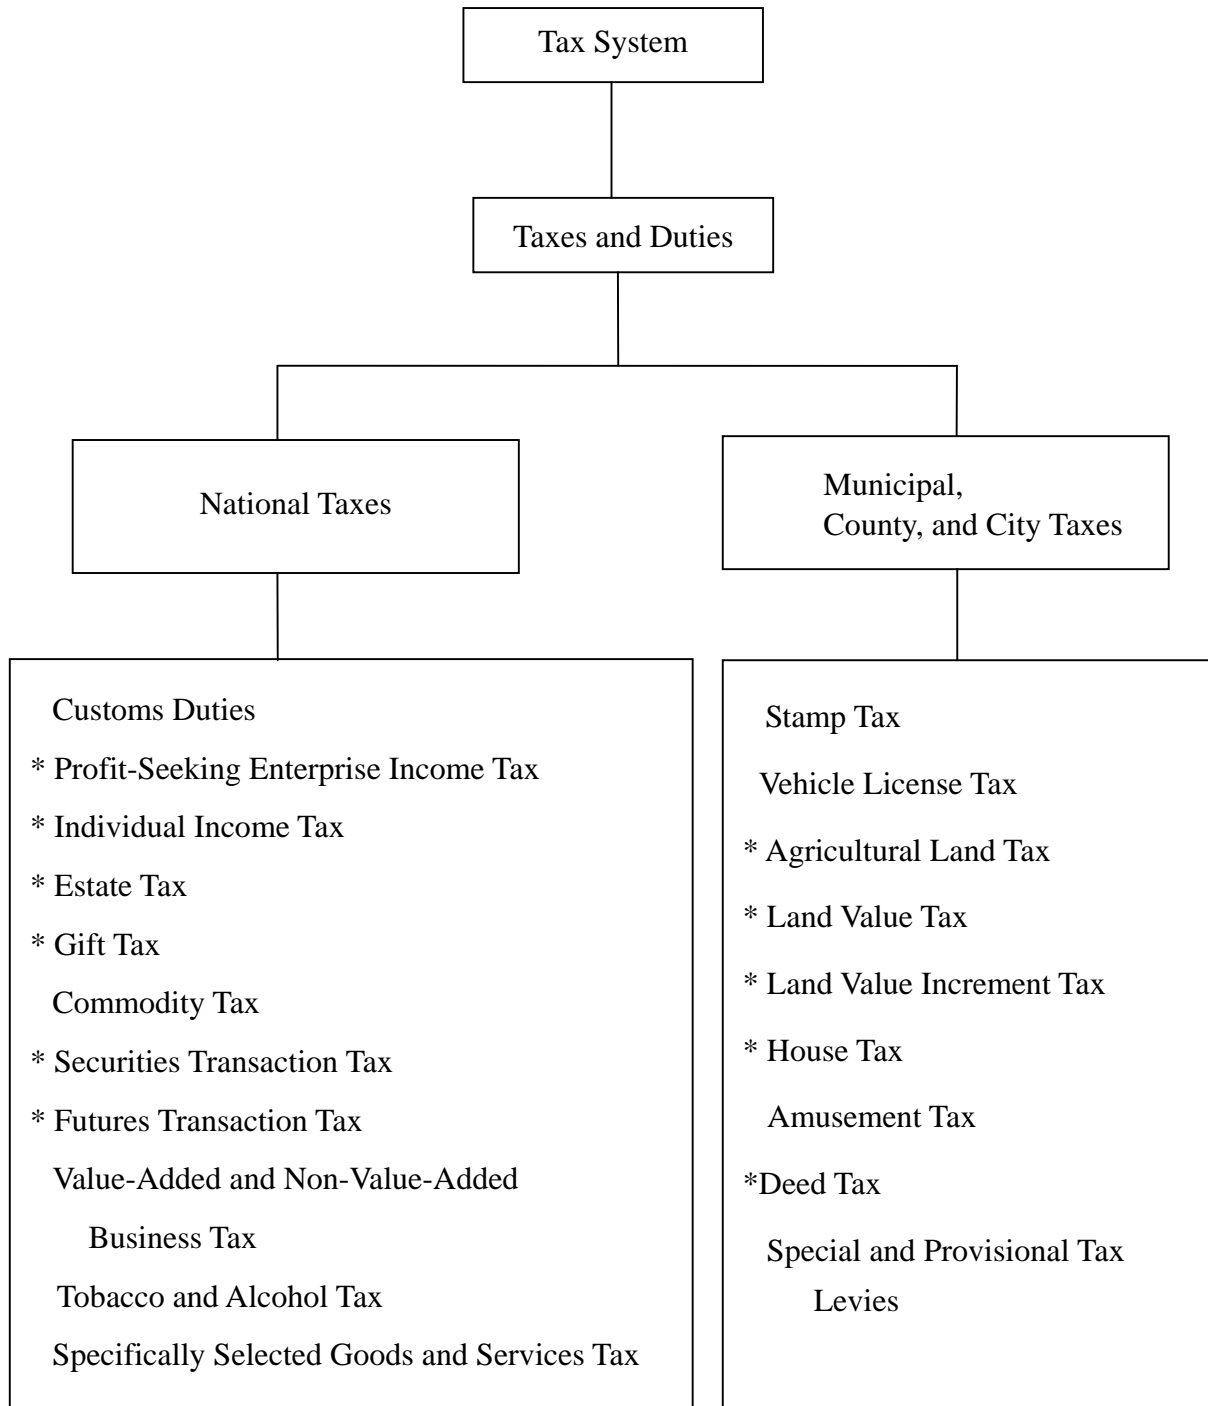 Tax System
Taxes and Duties
National Taxes
Municipal,
County, and City Taxes
Customs Duties
* Profit-Seeking Enterprise Income Tax
* Individual Income Tax
* Estate Tax
* Gift Tax
Commodity Tax
* Securities Transaction Tax
* Futures Transaction Tax
Value-Added and Non-Value-Added
Business Tax
Tobacco and Alcohol Tax
Specifically Selected Goods and Services Tax
Stamp Tax
Vehicle License Tax
* Agricultural Land Tax
* Land Value Tax
* Land Value Increment Tax
* House Tax
Amusement Tax
*Deed Tax
Special and Provisional Tax
Levies